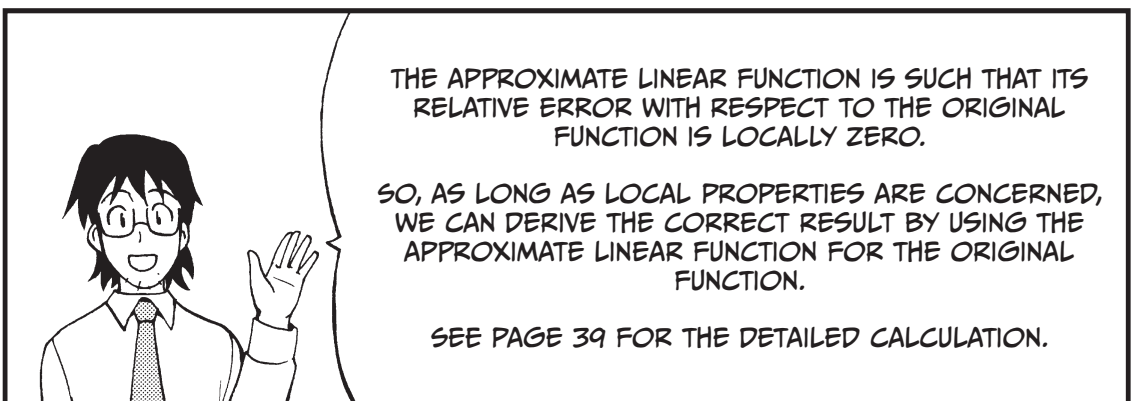 THE APPROXIMATE LINEAR FUNCTION IS SUCH THAT ITS
RELATIVE ERROR WITH RESPECT TO THE ORIGINAL
FUNCTION IS LOCALLY ZERO.
SO, AS LONG AS LOCAL PROPERTIES ARE CONCERNED,
WE CAN DERIVE THE CORRECT RESULT BY USING THE
APPROXIMATE LINEAR FUNCTION FOR THE ORIGINAL
FUNCTION.
SEE PAGE 39 FOR THE DETAILED CALCULATION.